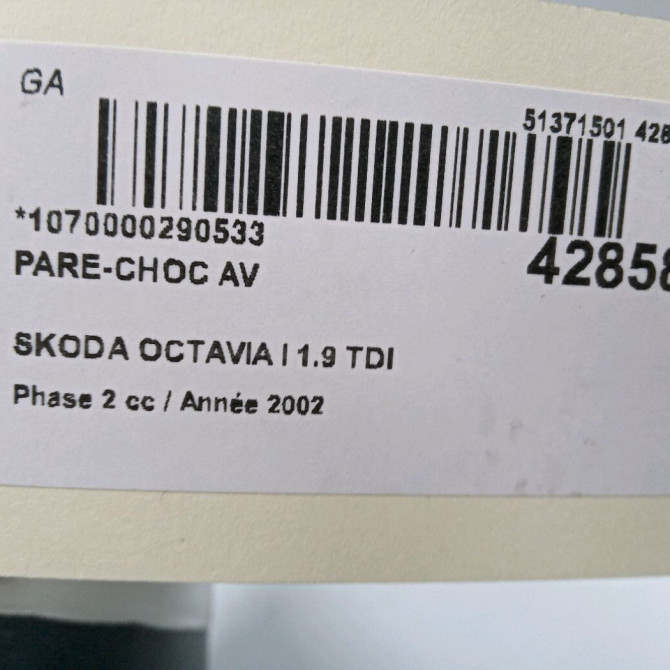 GA
51371501 428
*1070000290533
42858
PARE-CHOC AV
SKODA OCTAVIA I 1.9 TDI
Phase 2 cc / Année 2002